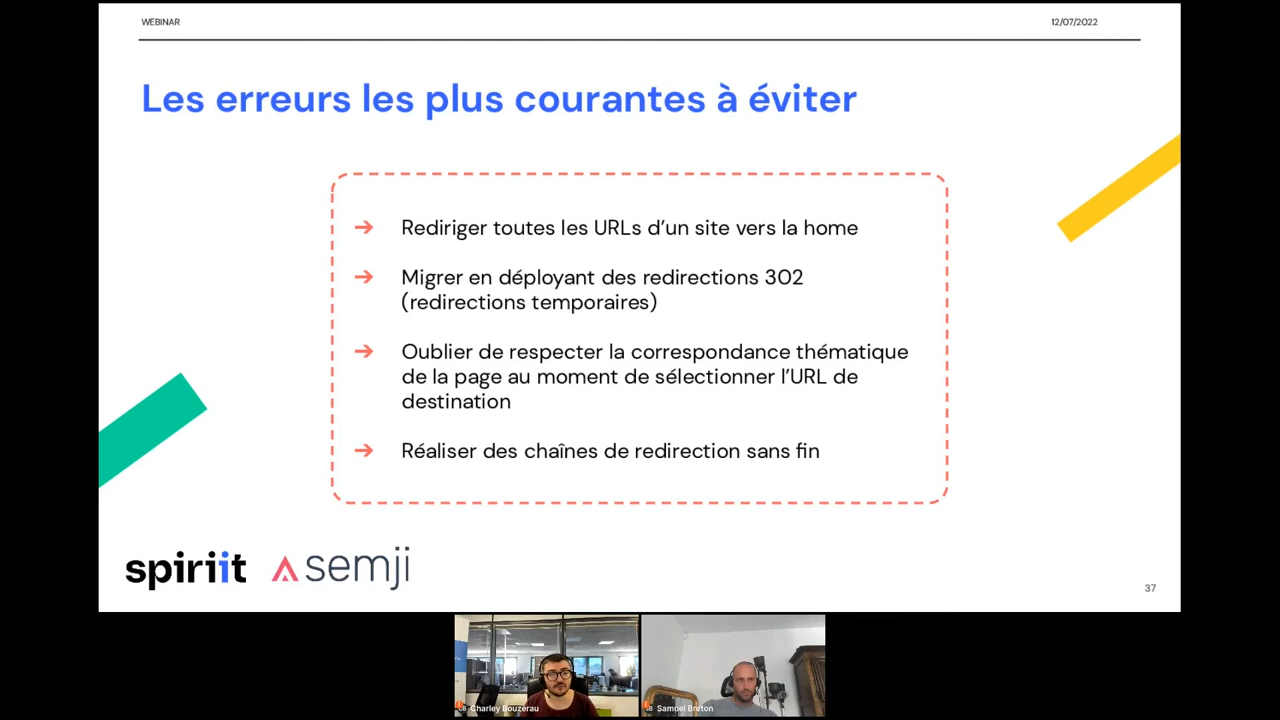 WEBINAR
12/07/2022
Les erreurs les plus courantes à éviter
➔ Rediriger toutes les URLs d’un site vers la home
➔ Migrer en déployant des redirections 302
(redirections temporaires)
➔ Oublier de respecter la correspondance thématique
de la page au moment de sélectionner l’URL de
destination
➔ Réaliser des chaînes de redirection sans fin
spiriit
semji
37
Charley Bouzerau
Samuel Breton